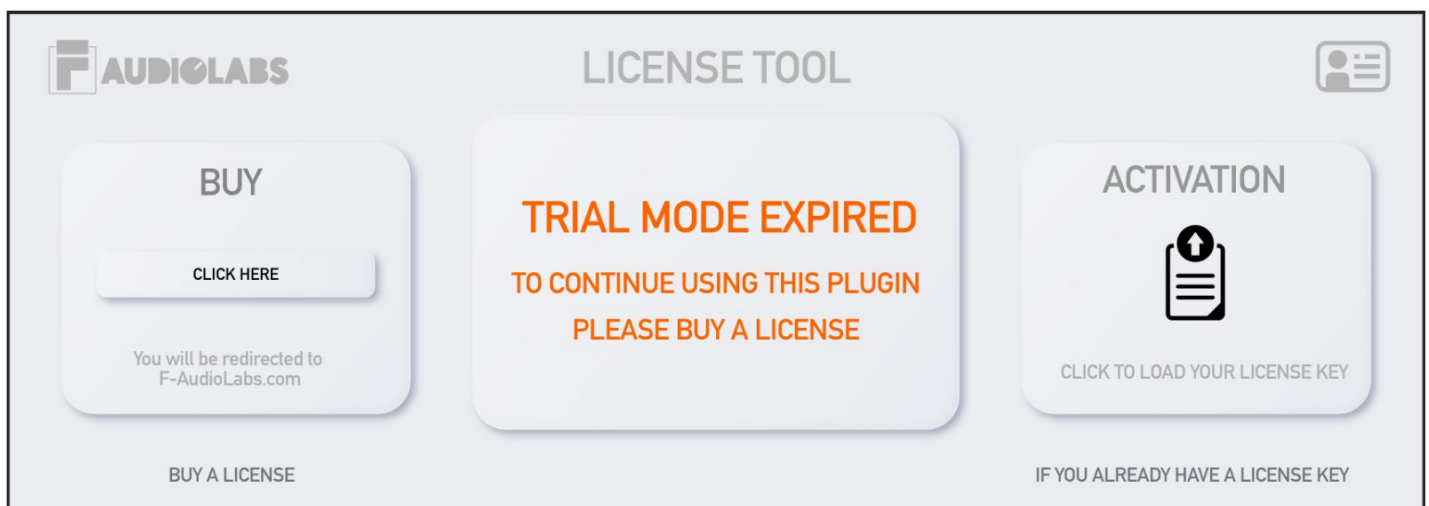 F AUDIOLABS
LICENSE TOOL
BUY
CLICK HERE
You will be redirected to
F-AudioLabs.com
BUY A LICENSE
TRIAL MODE EXPIRED
TO CONTINUE USING THIS PLUGIN
PLEASE BUY A LICENSE
ACTIVATION
CLICK TO LOAD YOUR LICENSE KEY
IF YOU ALREADY HAVE A LICENSE KEY